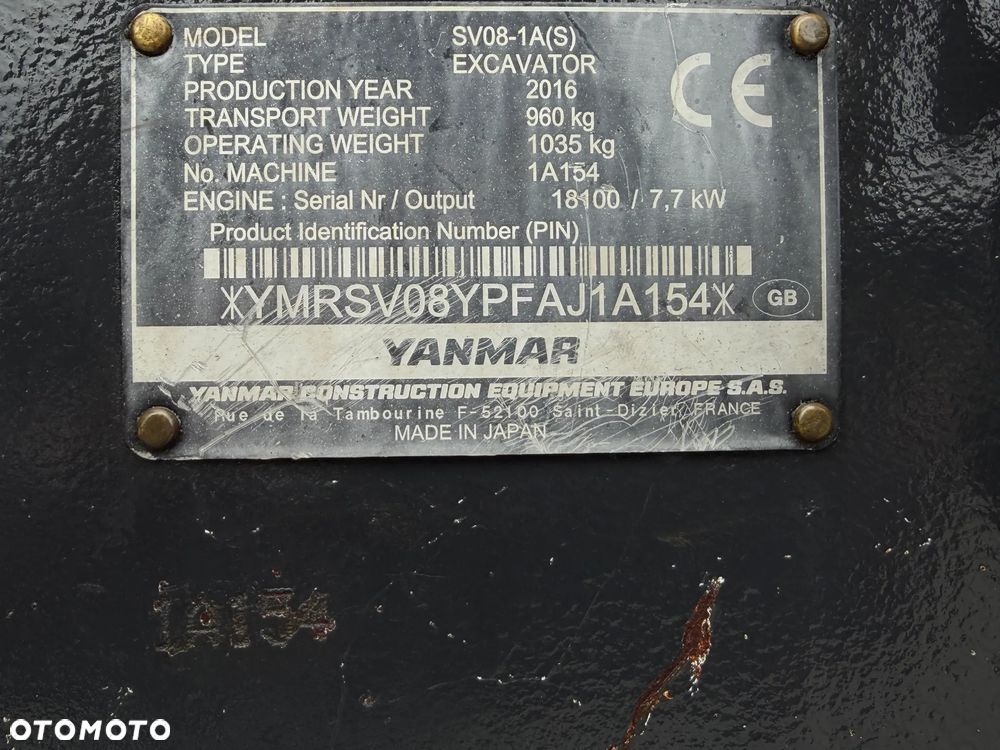 MODEL SV08-1A(S)
TYPE EXCAVATOR
PRODUCTION YEAR 2016
TRANSPORT WEIGHT 960 kg
OPERATING WEIGHT 1035 kg
No. MACHINE 1A154
ENGINE : Serial Nr / Output 18100 / 7,7 kW
CE
Product Identification Number (PIN)
*YMRSV08YPFAJ1A154*
GB
YANMAR
YANMAR CONSTRUCTION EQUIPMENT EUROPE S.A.S.
Rue de la Tambourine F-52100 Saint-Dizier FRANCE
MADE IN JAPAN
1A154
OTOMOTO